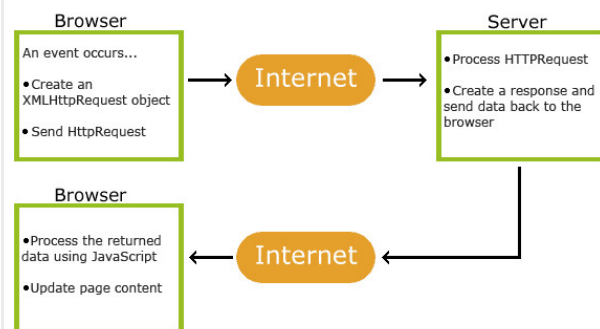 Browser
An event occurs...
•Create an
XMLHttpRequest object
•Send HttpRequest
Internet
Server
•Process HTTPRequest
•Create a response and
send data back to the
browser
Browser
•Process the returned
data using JavaScript
•Update page content
Internet